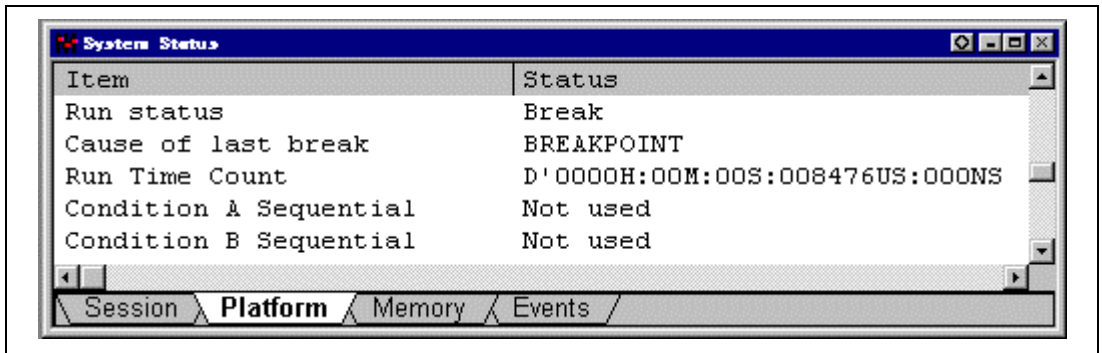 System Status
Item Status
Run status Break
Cause of last break BREAKPOINT
Run Time Count D'0000H:00M:00S:008476US:000NS
Condition A Sequential Not used
Condition B Sequential Not used
Session Platform Memory Events